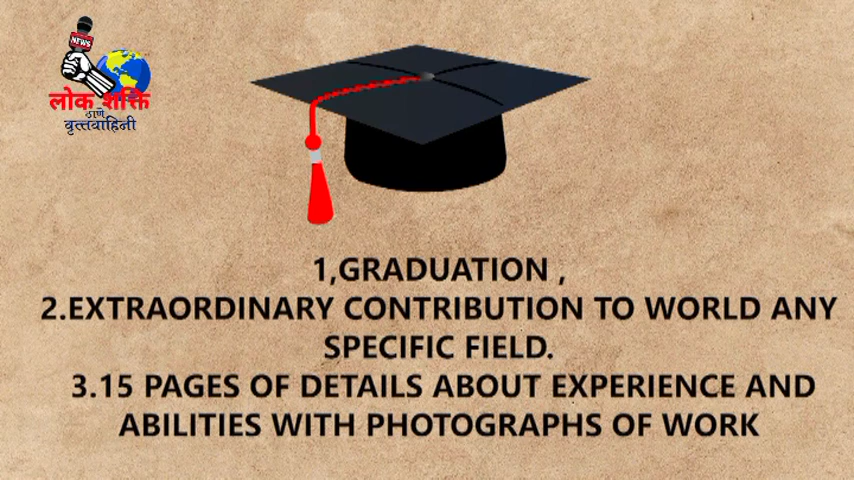 NEWS
लोक शक्ति
ठाणे
वृत्तवाहिनी
1,GRADUATION ,
2.EXTRAORDINARY CONTRIBUTION TO WORLD ANY
SPECIFIC FIELD.
3.15 PAGES OF DETAILS ABOUT EXPERIENCE AND
ABILITIES WITH PHOTOGRAPHS OF WORK